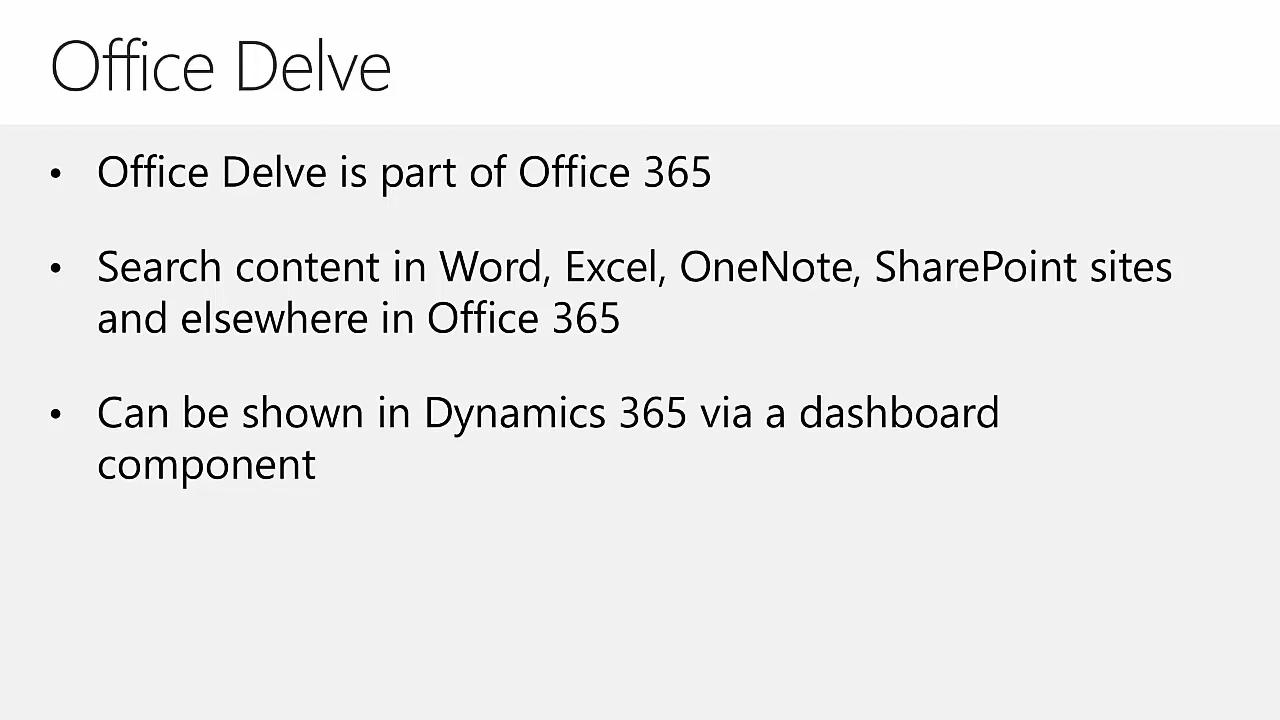 Office Delve
• Office Delve is part of Office 365
• Search content in Word, Excel, OneNote, SharePoint sites
and elsewhere in Office 365
• Can be shown in Dynamics 365 via a dashboard
component